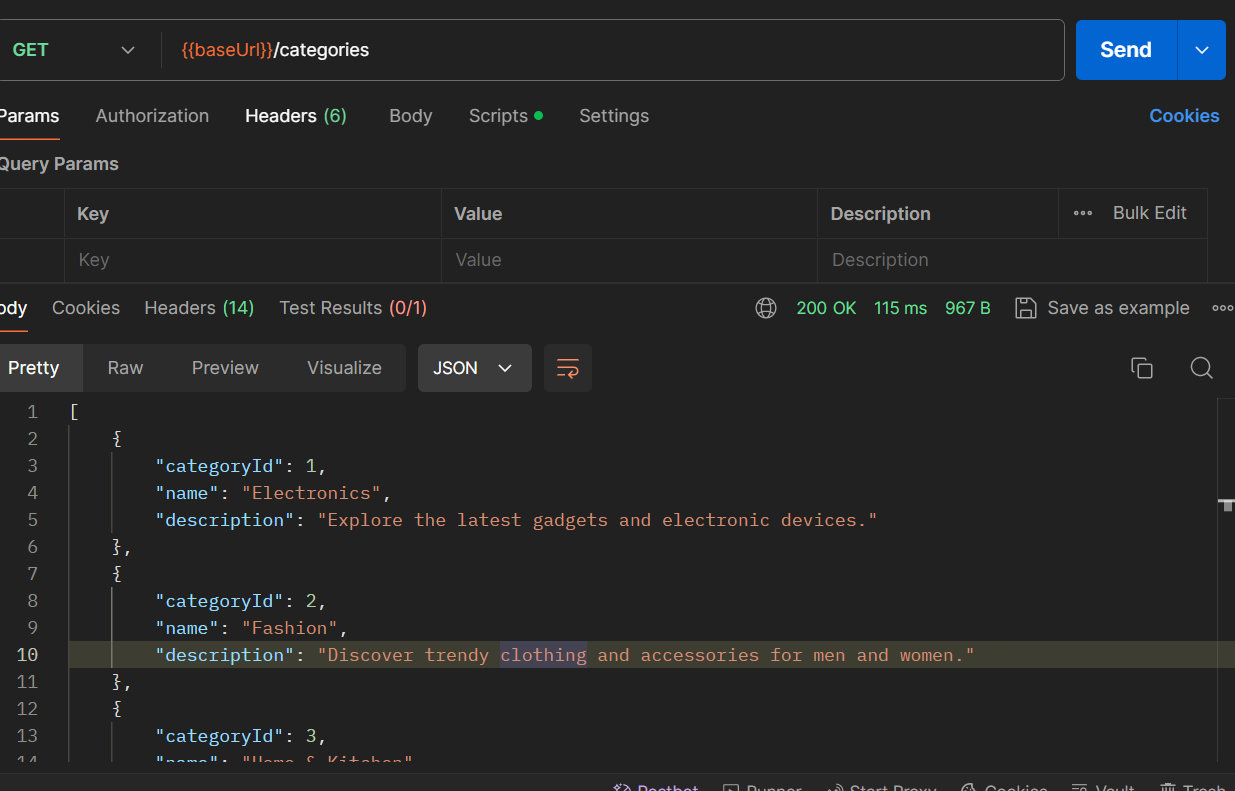 GET {{baseUrl}}/categories Send
Params Authorization Headers (6) Body Scripts Settings Cookies
Query Params
Key Value Description Bulk Edit
Key Value Description
ody Cookies Headers (14) Test Results (0/1) 200 OK 115 ms 967 B Save as example
Pretty Raw Preview Visualize JSON
1 [
2 {
3 "categoryId": 1,
4 "name": "Electronics",
5 "description": "Explore the latest gadgets and electronic devices."
6 },
7 {
8 "categoryId": 2,
9 "name": "Fashion",
10 "description": "Discover trendy clothing and accessories for men and women."
11 },
12 {
13 "categoryId": 3,
14 "name": "Home & Kitchen"
Postbot Runner Start Proxy Cookies Vault Trash